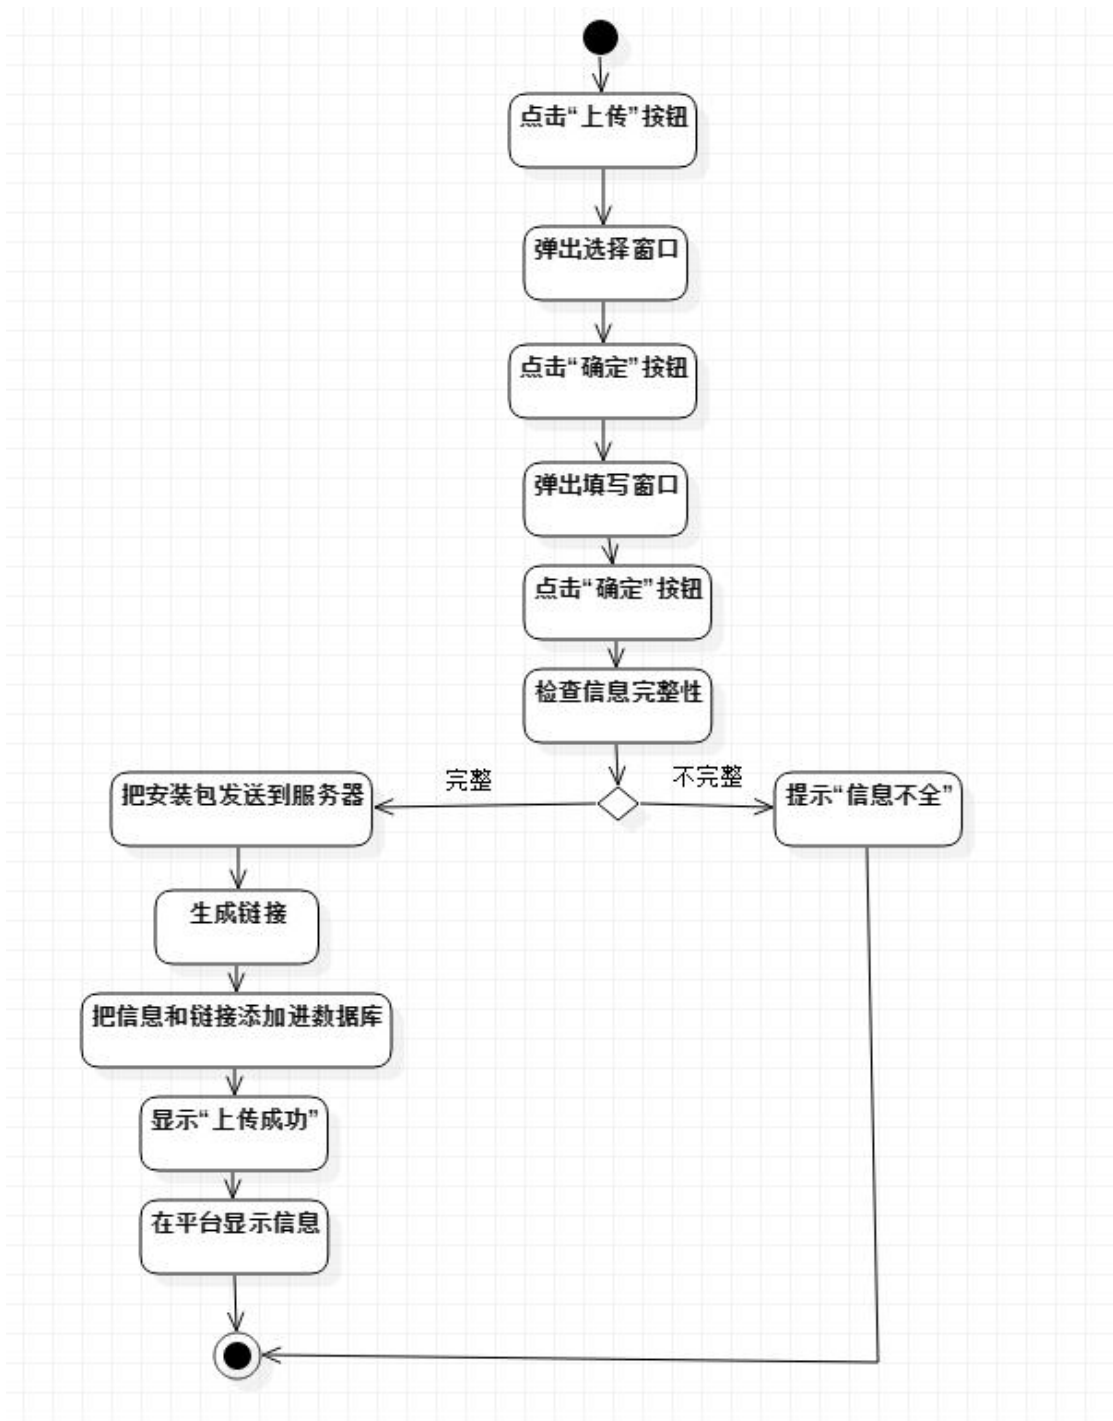 点击“上传”按钮
弹出选择窗口
点击“确定”按钮
弹出填写窗口
点击“确定”按钮
检查信息完整性
完整
不完整
把安装包发送到服务器
提示“信息不全”
生成链接
把信息和链接添加进数据库
显示“上传成功”
在平台显示信息